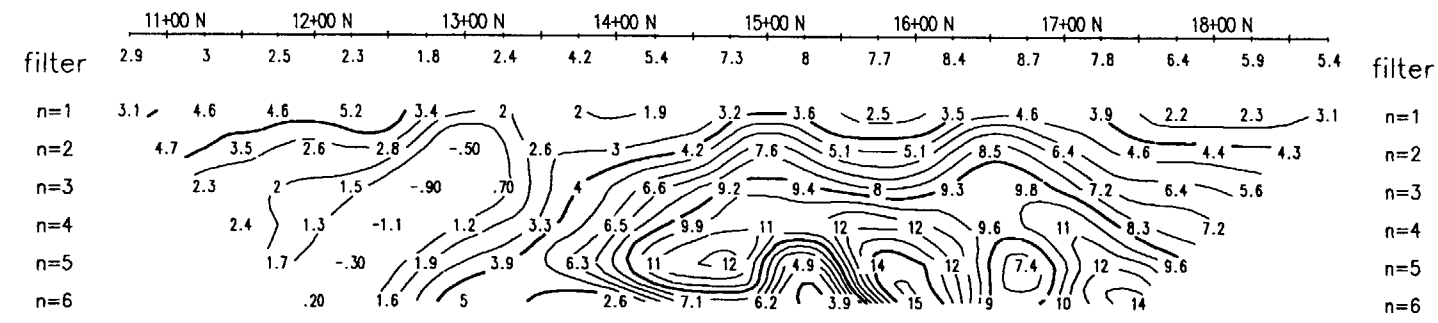 11+00 N 12+00 N 13+00 N 14+00 N 15+00 N 16+00 N 17+00 N 18+00 N
filter 2.9 3 2.5 2.3 1.8 2.4 4.2 5.4 7.3 8 7.7 8.4 8.7 7.8 6.4 5.9 5.4 filter
n=1 3.1 4.6 4.6 5.2 3.4 2 2 1.9 3.2 3.6 2.5 3.5 4.6 3.9 2.2 2.3 3.1 n=1
n=2 4.7 3.5 2.6 2.8 -.50 2.6 3 4.2 7.6 5.1 5.1 8.5 6.4 4.6 4.4 4.3 n=2
n=3 2.3 2 1.5 -.90 .70 4 6.6 9.2 9.4 8 9.3 9.8 7.2 6.4 5.6 n=3
n=4 2.4 1.3 -1.1 1.2 3.3 6.5 9.9 11 12 12 9.6 11 8.3 7.2 n=4
n=5 1.7 -.30 1.9 3.9 6.3 11 12 4.9 14 12 7.4 12 9.6 n=5
n=6 .20 1.6 5 2.6 7.1 6.2 3.9 15 9 10 14 n=6